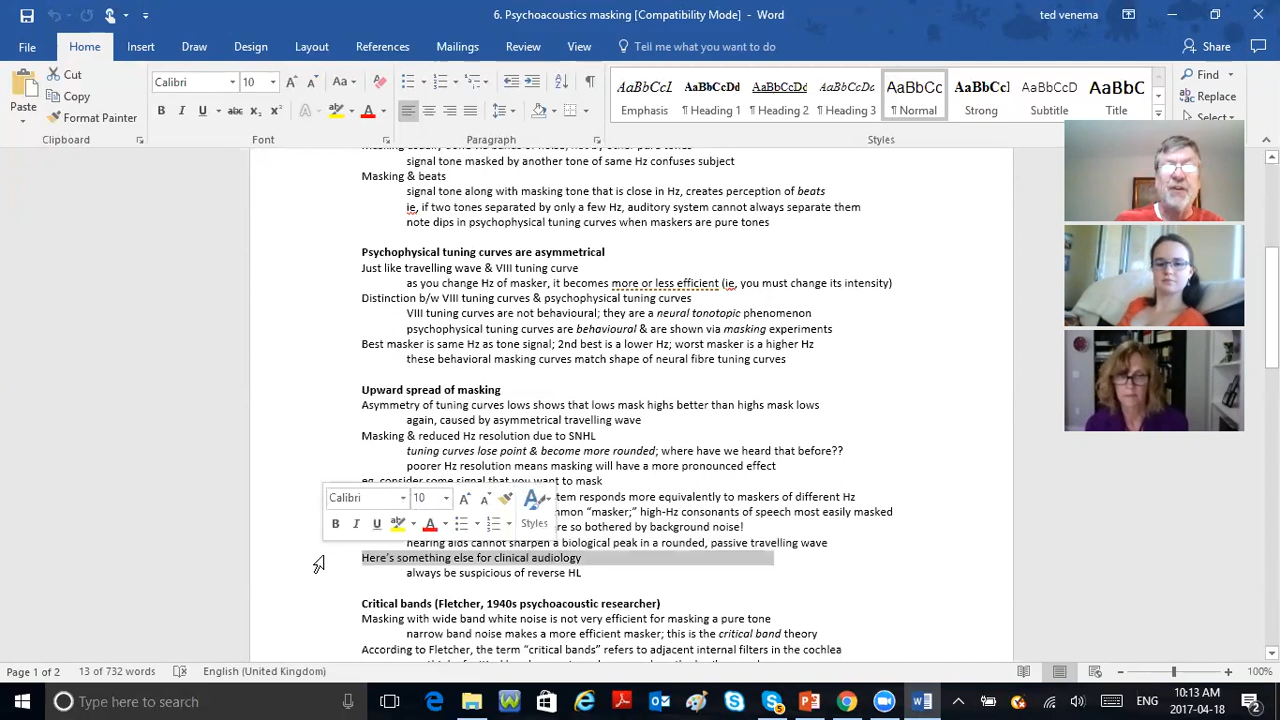 6. Psychoacoustics masking [Compatibility Mode] - Word
ted venema
File
Home
Insert
Draw
Design
Layout
References
Mailings
Review
View
Tell me what you want to do
Share
Paste
Cut
Copy
Format Painter
Clipboard
Calibri
10
Font
Paragraph
AaBbCcL
Emphasis
AaBbCcDc
¶ Heading 1
AaBbCcDc
¶ Heading 2
AaBbCcDc
¶ Heading 3
AaBbCc
¶ Normal
AaBbCc
Strong
AaBbCcD
Subtitle
AaBbC
Title
Styles
Find
Replace
Select
signal tone masked by another tone of same Hz confuses subject
Masking & beats
signal tone along with masking tone that is close in Hz, creates perception of beats
ie, if two tones separated by only a few Hz, auditory system cannot always separate them
note dips in psychophysical tuning curves when maskers are pure tones
Psychophysical tuning curves are asymmetrical
Just like travelling wave & VIII tuning curve
as you change Hz of masker, it becomes more or less efficient (ie, you must change its intensity)
Distinction b/w VIII tuning curves & psychophysical tuning curves
VIII tuning curves are not behavioural; they are a neural tonotopic phenomenon
psychophysical tuning curves are behavioural & are shown via masking experiments
Best masker is same Hz as tone signal; 2nd best is a lower Hz; worst masker is a higher Hz
these behavioral masking curves match shape of neural fibre tuning curves
Upward spread of masking
Asymmetry of tuning curves lows shows that lows mask highs better than highs mask lows
again, caused by asymmetrical travelling wave
Masking & reduced Hz resolution due to SNHL
tuning curves lose point & become more rounded; where have we heard that before??
poorer Hz resolution means masking will have a more pronounced effect
eg, consider some signal that you want to mask
tem responds more equivalently to maskers of different Hz
mmon “masker;” high-Hz consonants of speech most easily masked
re so bothered by background noise!
hearing aids cannot sharpen a biological peak in a rounded, passive travelling wave
Calibri
10
Styles
Here’s something else for clinical audiology
always be suspicious of reverse HL
Critical bands (Fletcher, 1940s psychoacoustic researcher)
Masking with wide band white noise is not very efficient for masking a pure tone
narrow band noise makes a more efficient masker; this is the critical band theory
According to Fletcher, the term “critical bands” refers to adjacent internal filters in the cochlea
Page 1 of 2
13 of 732 words
English (United Kingdom)
100%
Type here to search
ENG
10:13 AM
2017-04-18
2